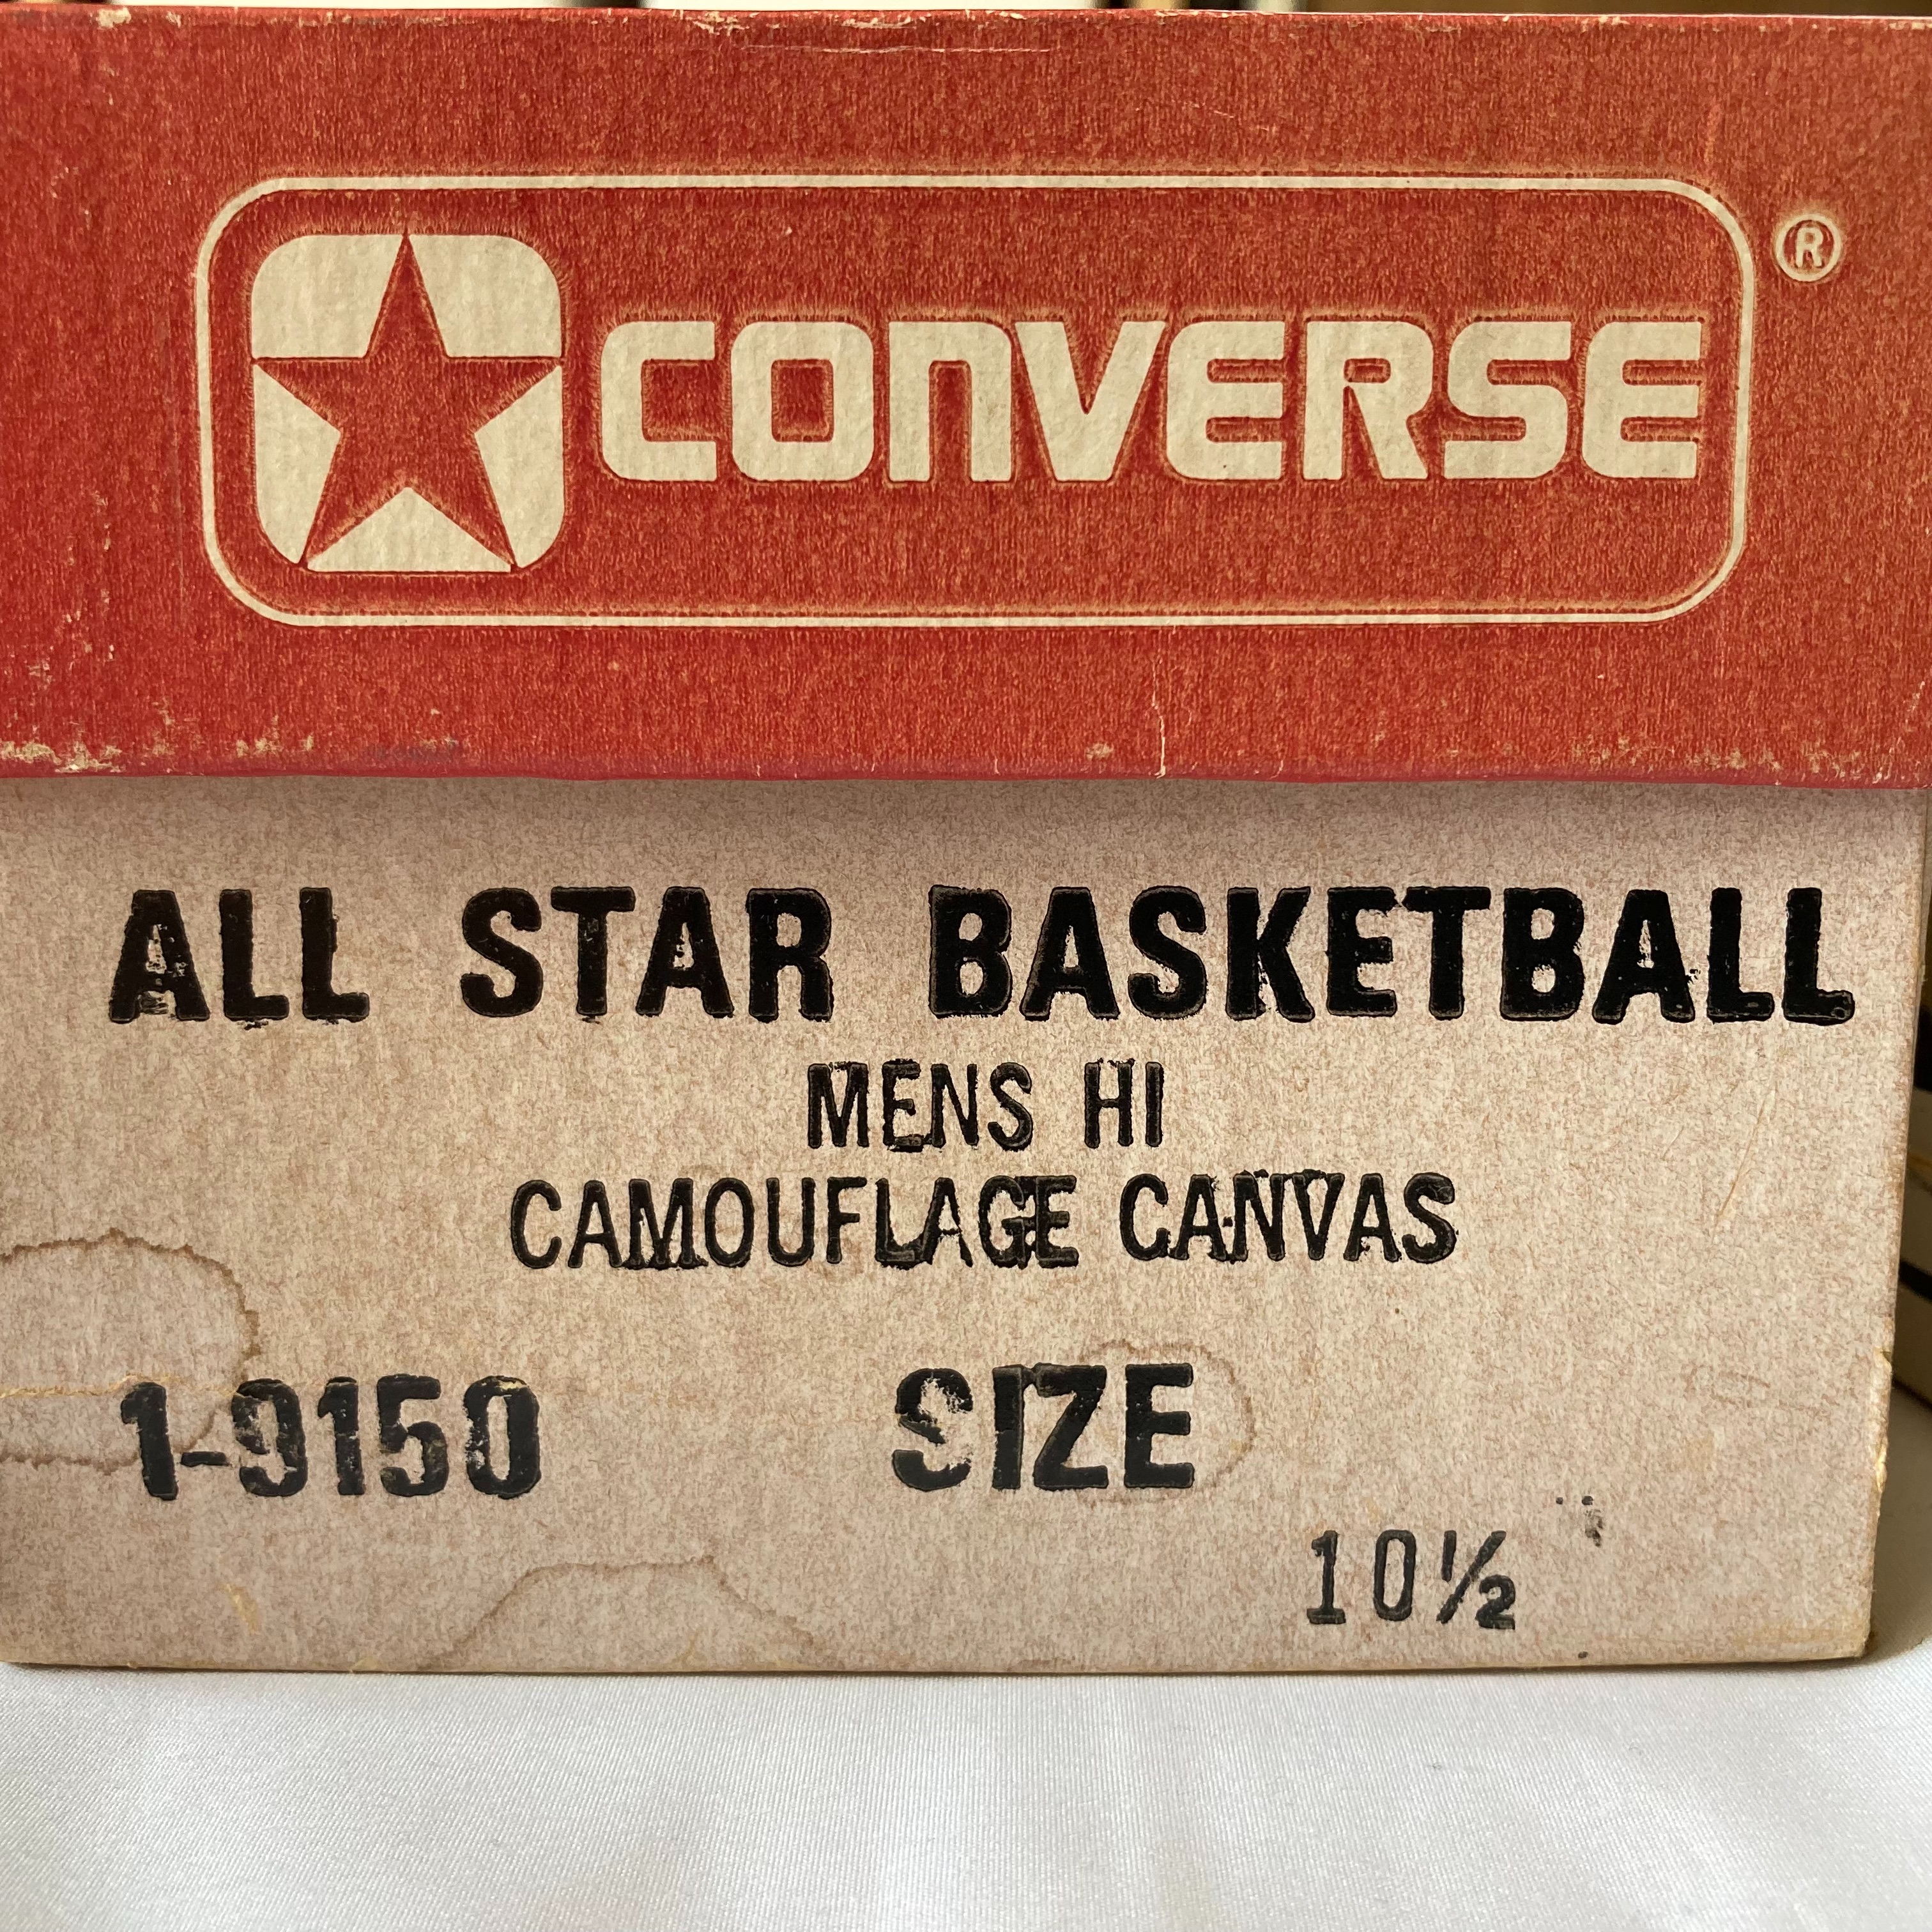 CONVERSE ®
ALL STAR BASKETBALL
MENS HI
CAMOUFLAGE CANVAS
1-9150 SIZE
10½